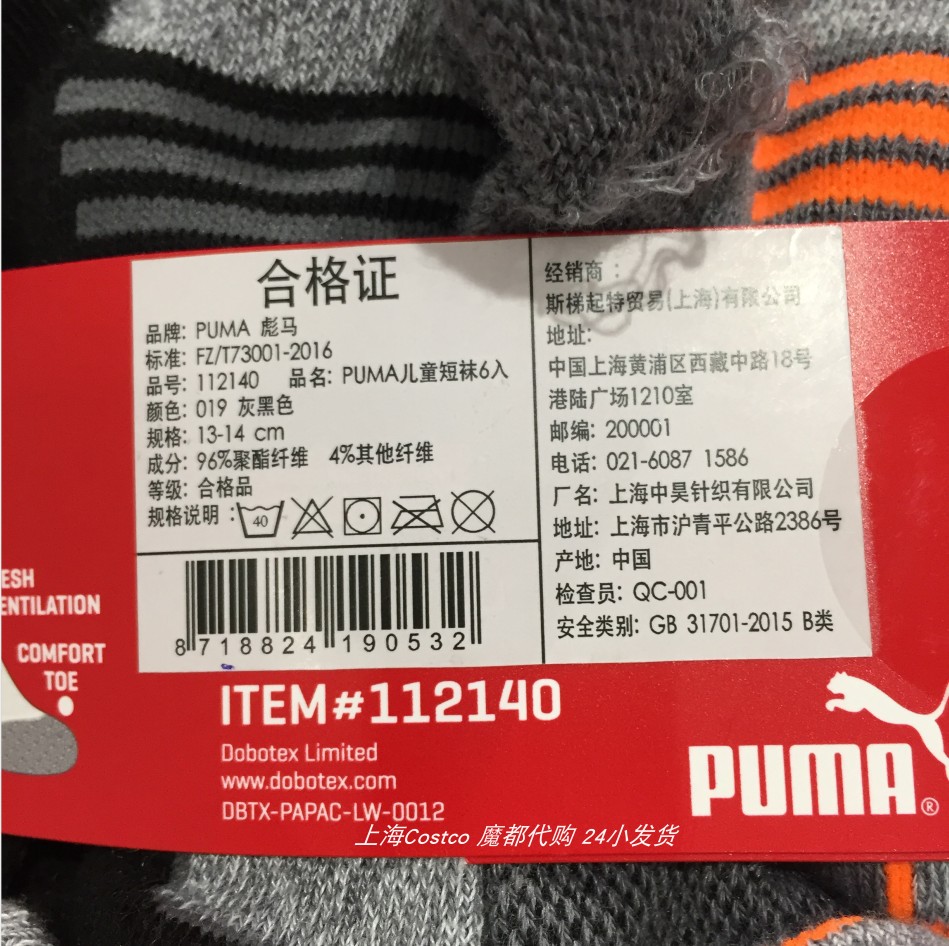 合格证
品牌: PUMA 彪马
标准: FZ/T73001-2016
品号: 112140 品名: PUMA儿童短袜6入
颜色: 019 灰黑色
规格: 13-14 cm
成分: 96%聚酯纤维 4%其他纤维
等级: 合格品
规格说明 :
40
8 718824 190532
经销商 :
斯梯起特贸易(上海)有限公司
地址:
中国上海黄浦区西藏中路18号
港陆广场1210室
邮编: 200001
电话: 021-6087 1586
厂名: 上海中昊针织有限公司
地址: 上海市沪青平公路2386号
产地: 中国
检查员: QC-001
安全类别: GB 31701-2015 B类
ESH
ENTILATION
COMFORT
TOE
ITEM#112140
Dobotex Limited
www.dobotex.com
DBTX-PAPAC-LW-0012
PUMA®
上海Costco 魔都代购 24小发货